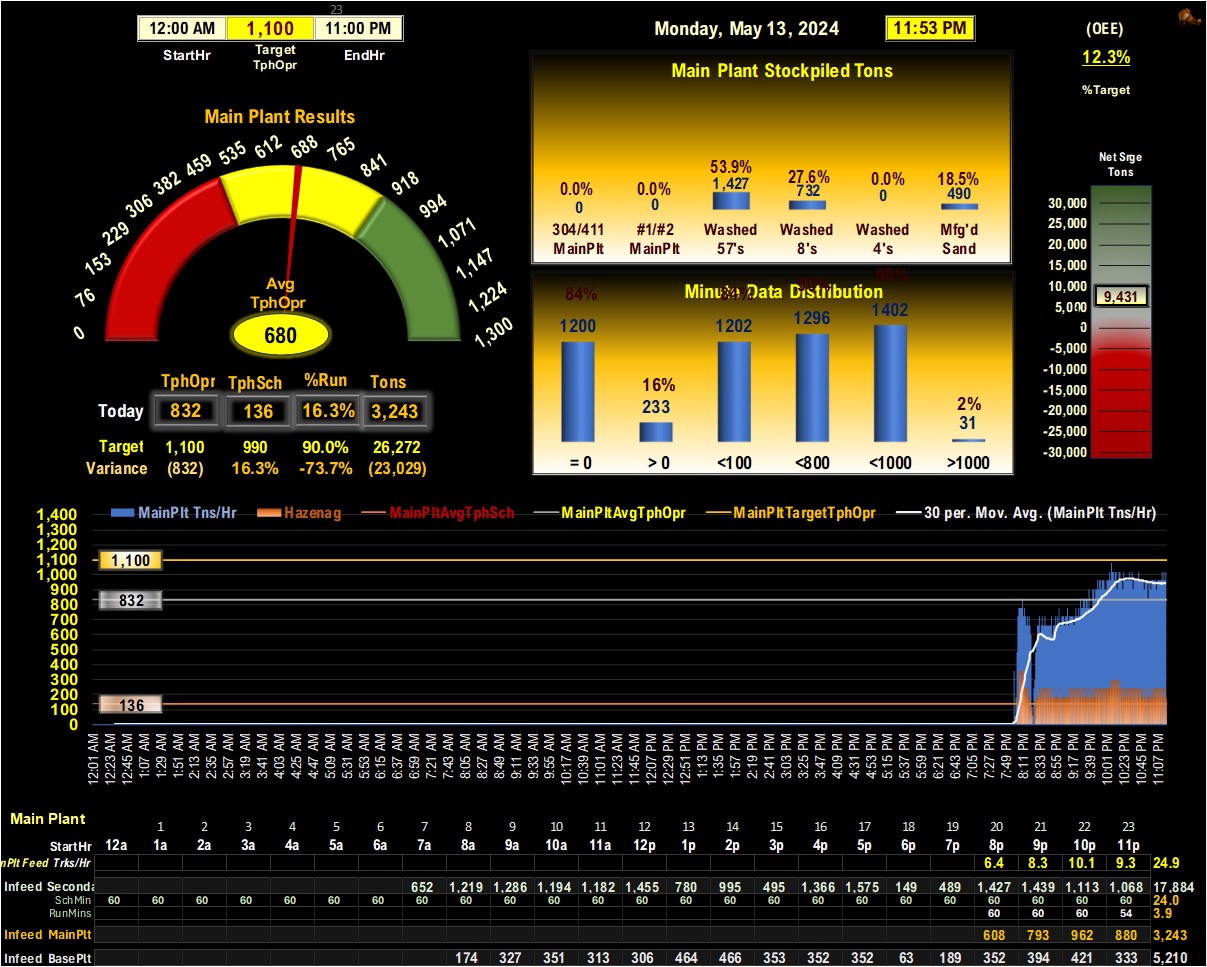 23
12:00 AM 1,100 11:00 PM
StartHr Target TphOpr EndHr
Monday, May 13, 2024 11:53 PM
(OEE)
12.3%
%Target
Main Plant Results
0 76 153 229 306 382 459 535 612 688 765 841 918 994 1,071 1,147 1,224 1,300
Avg
TphOpr
680
TphOpr TphSch %Run Tons
Today 832 136 16.3% 3,243
Target 1,100 990 90.0% 26,272
Variance (832) 16.3% -73.7% (23,029)
Main Plant Stockpiled Tons
0.0% 0.0% 53.9% 27.6% 0.0% 18.5%
0 0 1,427 732 0 490
304/411 #1/#2 Washed Washed Washed Mfg'd
MainPlt MainPlt 57's 8's 4's Sand
Minute Data Distribution
84% 84% 98%
1200 1202 1296 1402
16% 2%
233 31
= 0 > 0 <100 <800 <1000 >1000
Net Srge
Tons
30,000
25,000
20,000
15,000
10,000
9,431
5,000
0
-5,000
-10,000
-15,000
-20,000
-25,000
-30,000
MainPlt Tns/Hr Hazenag MainPltAvgTphSch MainPltAvgTphOpr MainPltTargetTphOpr 30 per. Mov. Avg. (MainPlt Tns/Hr)
1,400
1,300
1,200
1,100 1,100
1,000
900
800 832
700
600
500
400
300
200
100 136
0
12:01 AM 12:23 AM 12:45 AM 1:07 AM 1:29 AM 1:51 AM 2:13 AM 2:35 AM 2:57 AM 3:19 AM 3:41 AM 4:03 AM 4:25 AM 4:47 AM 5:09 AM 5:31 AM 5:53 AM 6:15 AM 6:37 AM 6:59 AM 7:21 AM 7:43 AM 8:05 AM 8:27 AM 8:49 AM 9:11 AM 9:33 AM 9:55 AM 10:17 AM 10:39 AM 11:01 AM 11:23 AM 11:45 AM 12:07 PM 12:29 PM 12:51 PM 1:13 PM 1:35 PM 1:57 PM 2:19 PM 2:41 PM 3:03 PM 3:25 PM 3:47 PM 4:09 PM 4:31 PM 4:53 PM 5:15 PM 5:37 PM 5:59 PM 6:21 PM 6:43 PM 7:05 PM 7:27 PM 7:49 PM 8:11 PM 8:33 PM 8:55 PM 9:17 PM 9:39 PM 10:01 PM 10:23 PM 10:45 PM 11:07 PM
Main Plant
1 2 3 4 5 6 7 8 9 10 11 12 13 14 15 16 17 18 19 20 21 22 23
StartHr 12a 1a 2a 3a 4a 5a 6a 7a 8a 9a 10a 11a 12p 1p 2p 3p 4p 5p 6p 7p 8p 9p 10p 11p
nPlt Feed Trks/Hr 6.4 8.3 10.1 9.3 24.9
Infeed Seconda 652 1,219 1,286 1,194 1,182 1,455 780 995 495 1,366 1,575 149 489 1,427 1,439 1,113 1,068 17,884
SchMin 60 60 60 60 60 60 60 60 60 60 60 60 60 60 60 60 60 60 60 60 60 60 60 60 24.0
RunMins 60 60 60 54 3.9
Infeed MainPlt 608 793 962 880 3,243
Infeed BasePlt 174 327 351 313 306 464 466 353 352 352 63 189 352 394 421 333 5,210